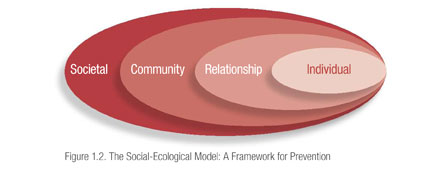 Societal Community Relationship Individual
Figure 1.2. The Social-Ecological Model: A Framework for Prevention